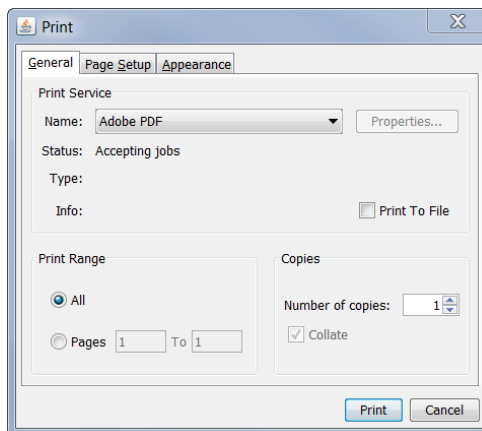 Print
General Page Setup Appearance
Print Service
Name: Adobe PDF Properties...
Status: Accepting jobs
Type:
Info: Print To File
Print Range
All
Pages 1 To 1
Copies
Number of copies: 1
Collate
Print Cancel